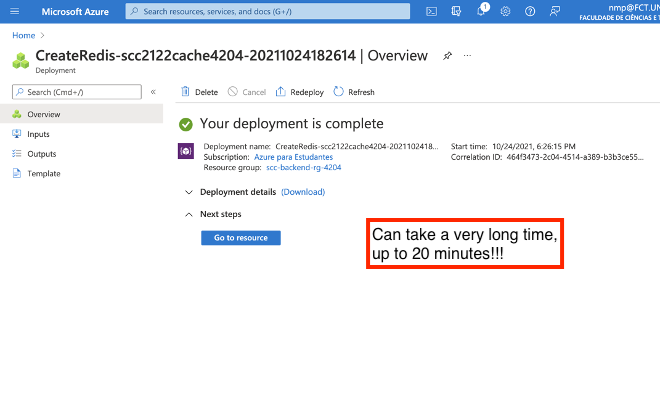 Microsoft Azure
Search resources, services, and docs (G+/)
1
nmp@FCT.UN
FACULDADE DE CIÊNCIAS E T
Home
CreateRedis-scc2122cache4204-20211024182614 | Overview
Deployment
Search (Cmd+/)
Delete
Cancel
Redeploy
Refresh
Overview
Inputs
Outputs
Template
Your deployment is complete
Deployment name: CreateRedis-scc2122cache4204-2021102418...
Subscription: Azure para Estudantes
Resource group: scc-backend-rg-4204
Start time: 10/24/2021, 6:26:15 PM
Correlation ID: 464f3473-2c04-4514-a389-b3b3ce55...
Deployment details (Download)
Next steps
Go to resource
Can take a very long time,
up to 20 minutes!!!